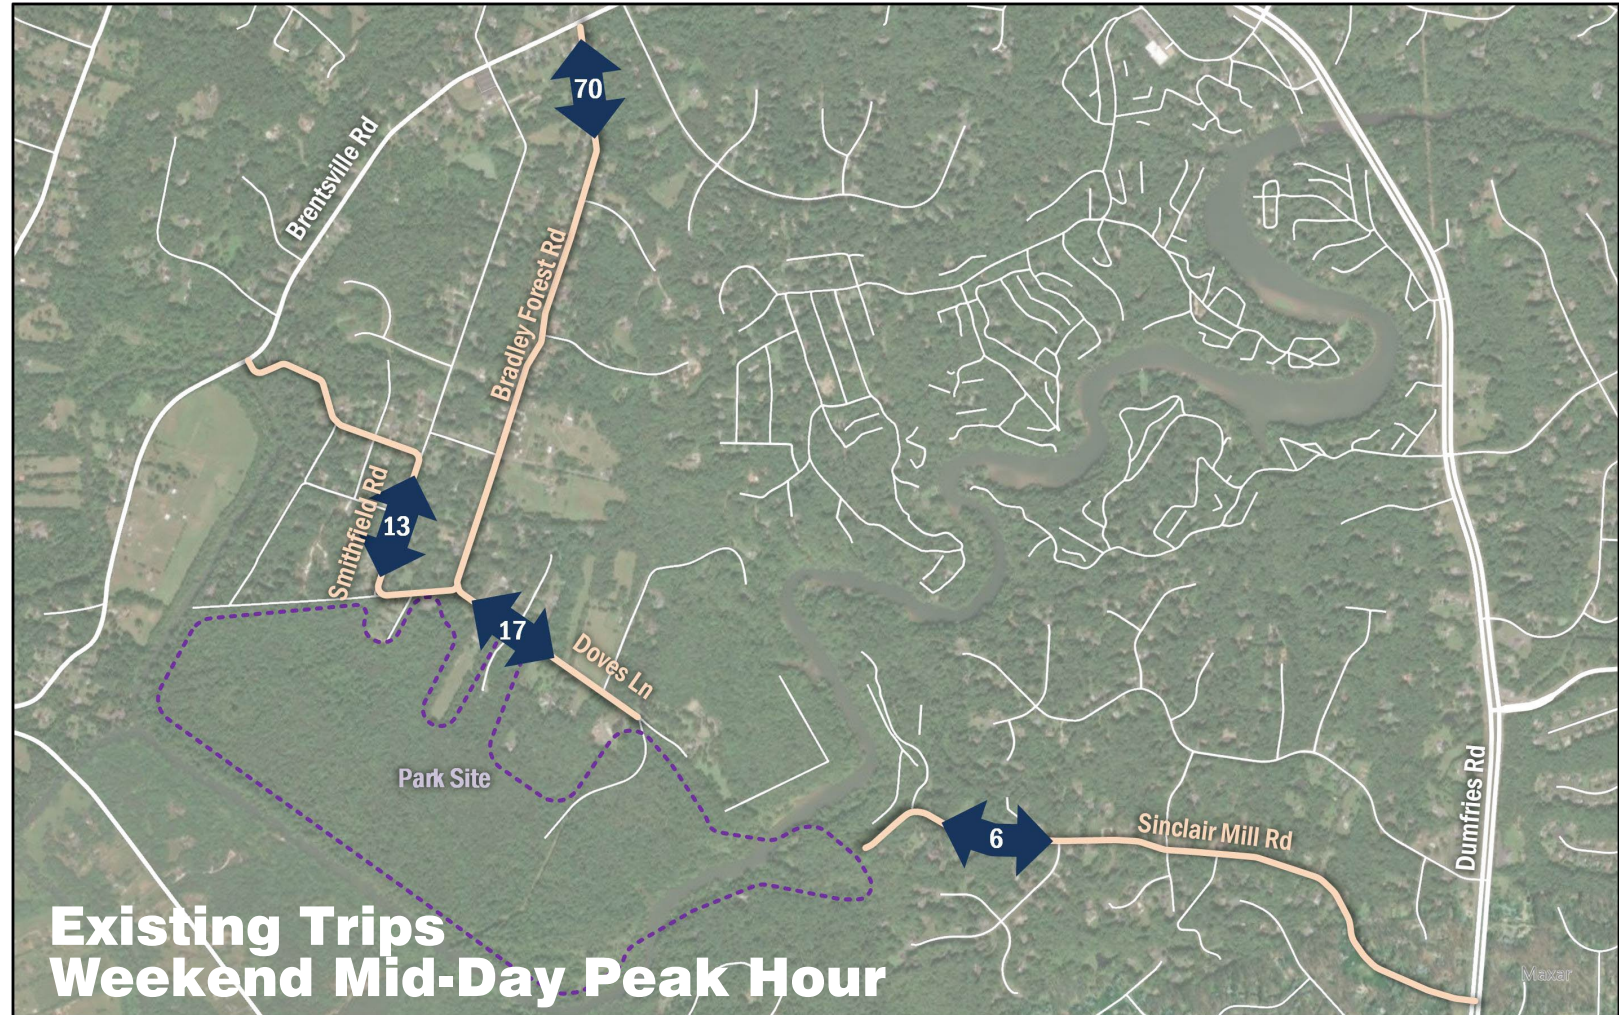 70
Brentsville Rd
Bradley Forest Rd
Smithfield Rd
13
17
Doves Ln
Park Site
6
Sinclair Mill Rd
Dumfries Rd
Existing Trips
Weekend Mid-Day Peak Hour
Maxar